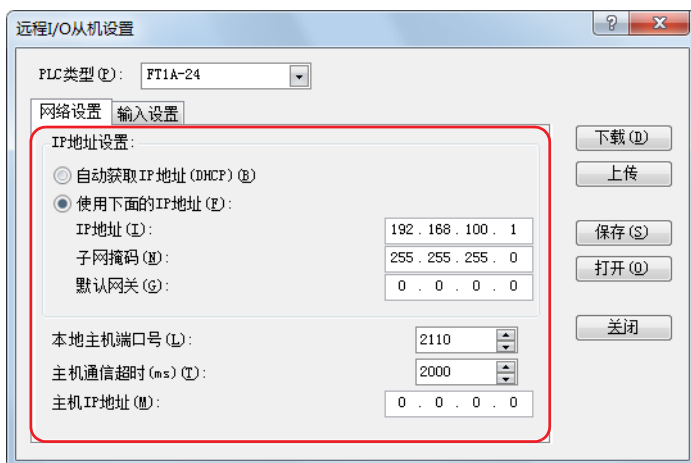 远程I/O从机设置
PLC类型(P): FT1A-24
网络设置 输入设置
IP地址设置:
自动获取IP地址(DHCP)(B)
使用下面的IP地址(F):
IP地址(I): 192 . 168 . 100 . 1
子网掩码(N): 255 . 255 . 255 . 0
默认网关(G): 0 . 0 . 0 . 0
本地主机端口号(L): 2110
主机通信超时(ms)(T): 2000
主机IP地址(M): 0 . 0 . 0 . 0
下载(D)
上传
保存(S)
打开(O)
关闭